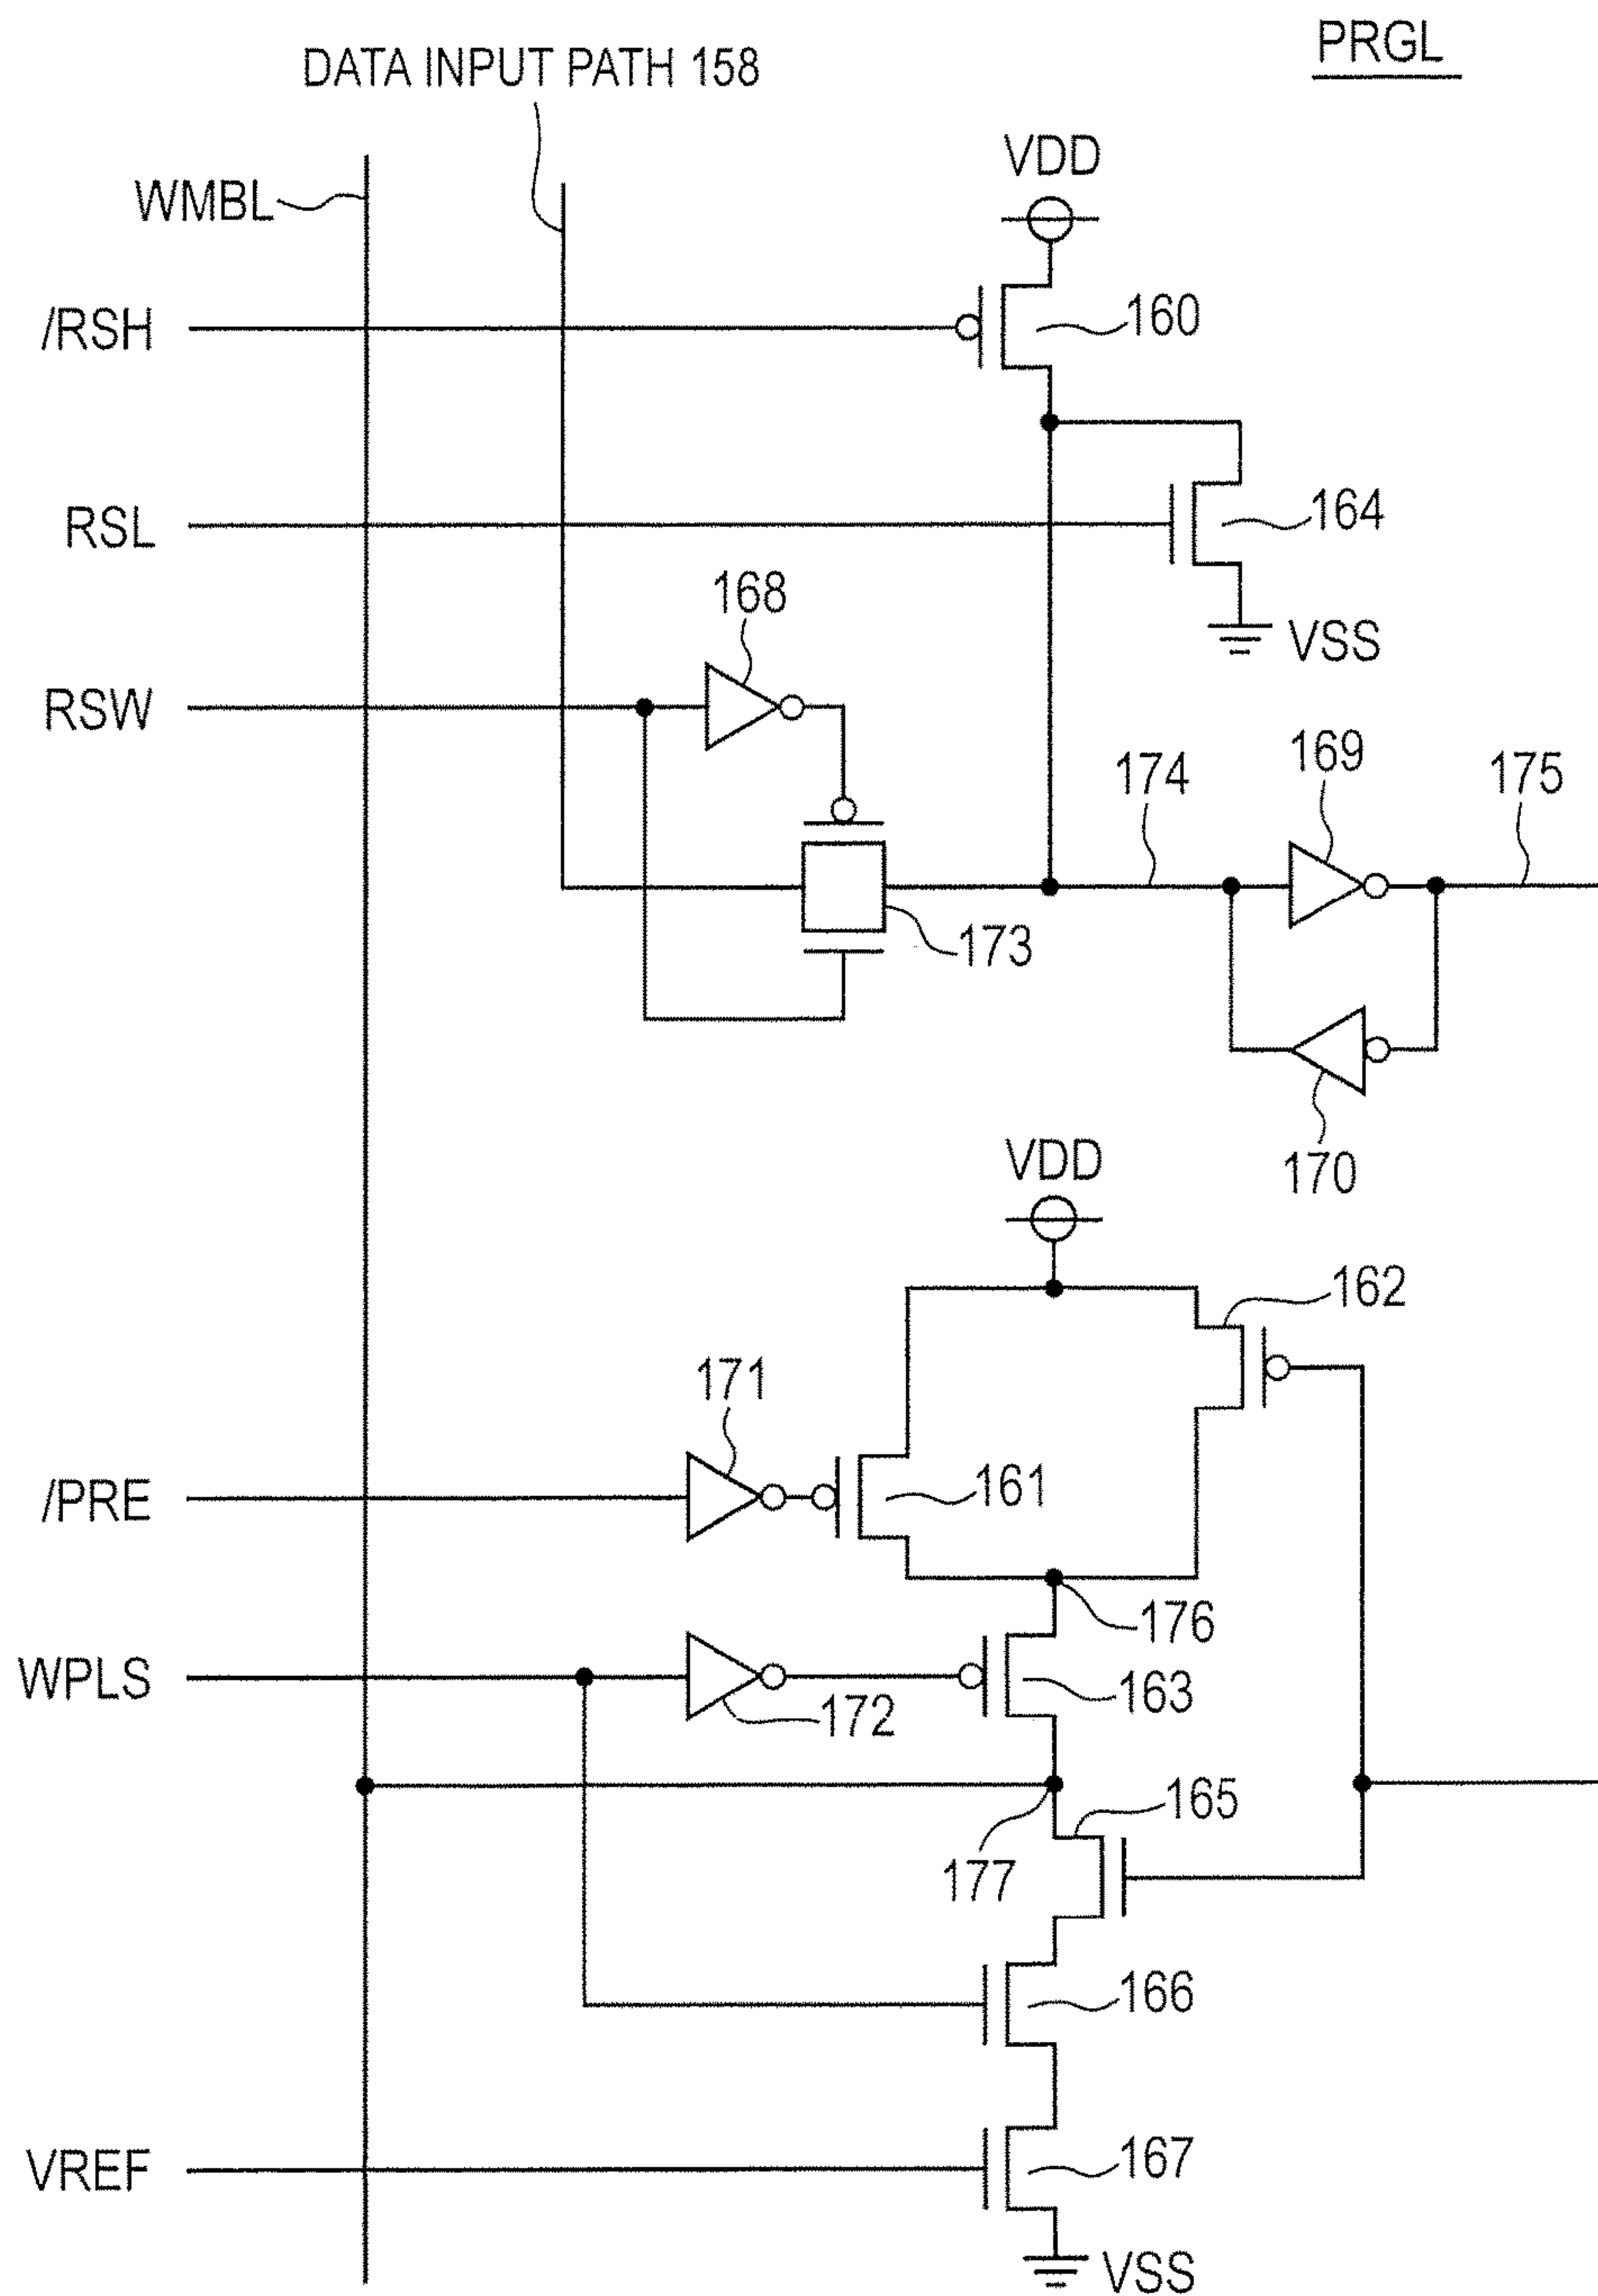 PRGL
DATA INPUT PATH 158
VDD
WMBL
/RSH
160
RSL
164
168
VSS
RSW
169
174
175
173
VDD
170
162
171
/PRE
161
176
WPLS
163
172
165
177
166
VREF
167
VSS